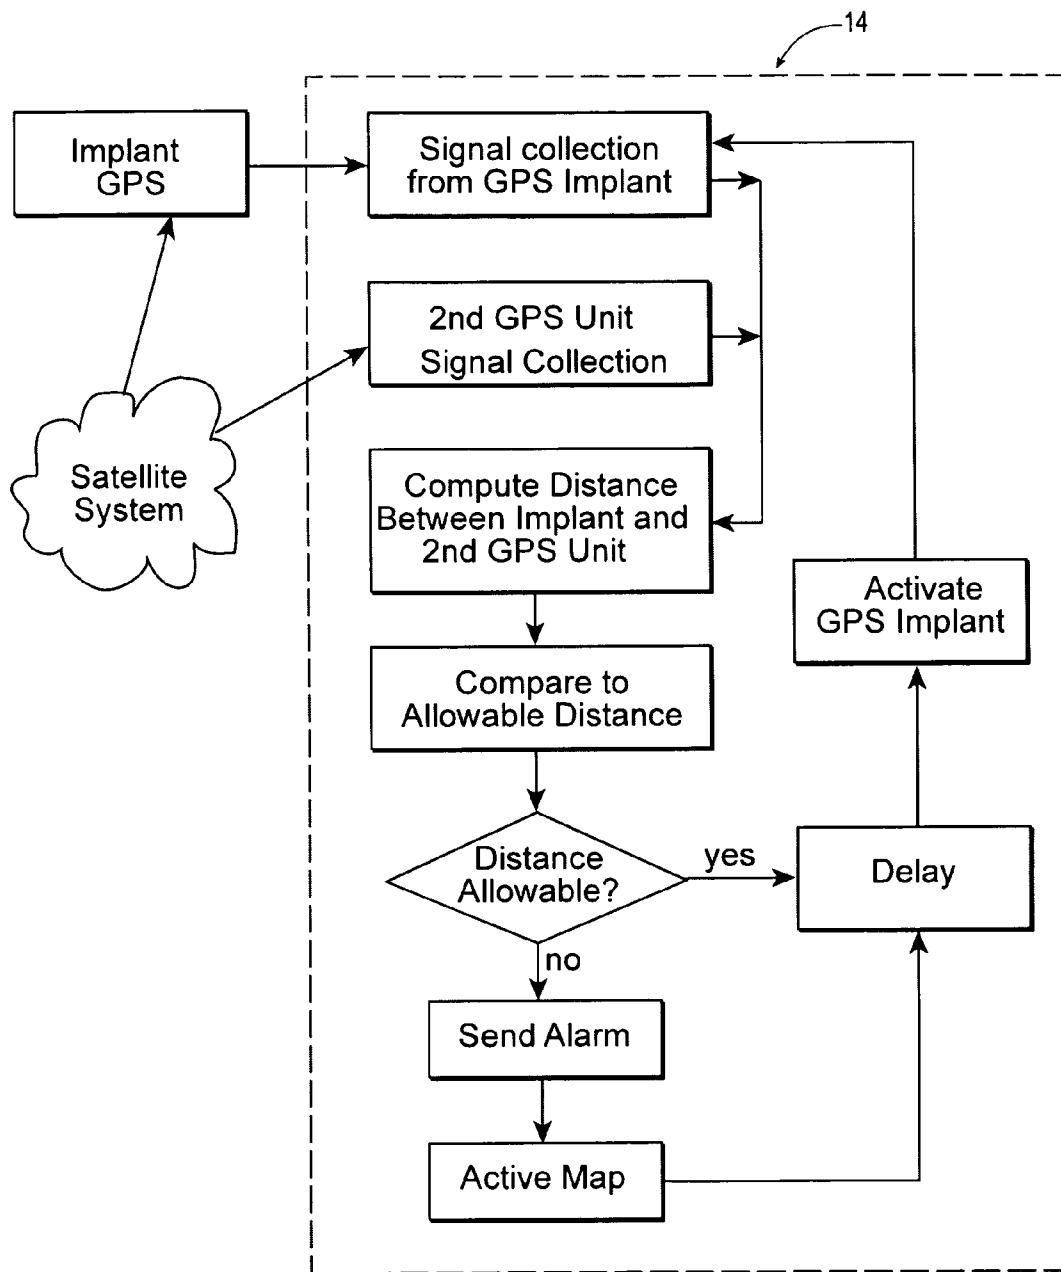 14
Implant
GPS
Signal collection
from GPS Implant
2nd GPS Unit
Signal Collection
Satellite
System
Compute Distance
Between Implant and
2nd GPS Unit
Activate
GPS Implant
Compare to
Allowable Distance
Distance
Allowable?
yes
Delay
no
Send Alarm
Active Map